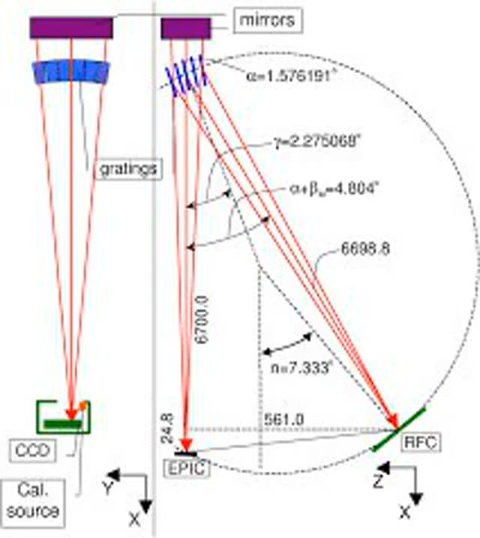 mirrors
α=1.576191°
gratings
γ=2.275068°
α+βₘ=4.804°
6698.8
6700.0
n=7.333°
24.8
561.0
CCD
EPIC
RFC
Cal.
source
Y
X
Z
X